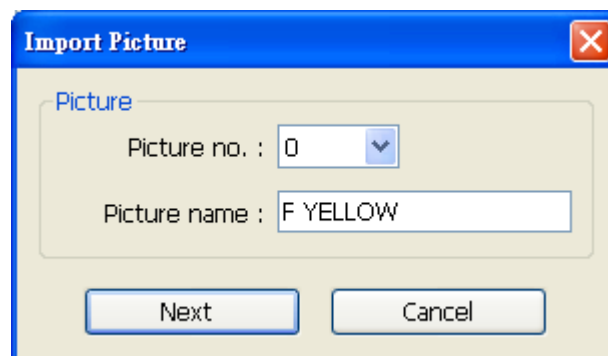 Import Picture
Picture
Picture no. : 0
Picture name : F YELLOW
Next Cancel